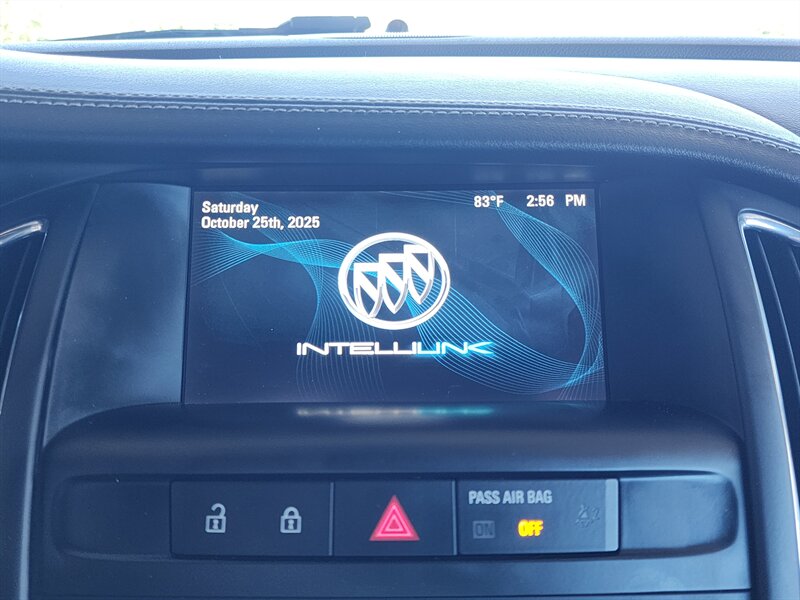 Saturday
October 25th, 2025
83°F 2:56 PM
INTELLILINK
PASS AIR BAG
ON OFF